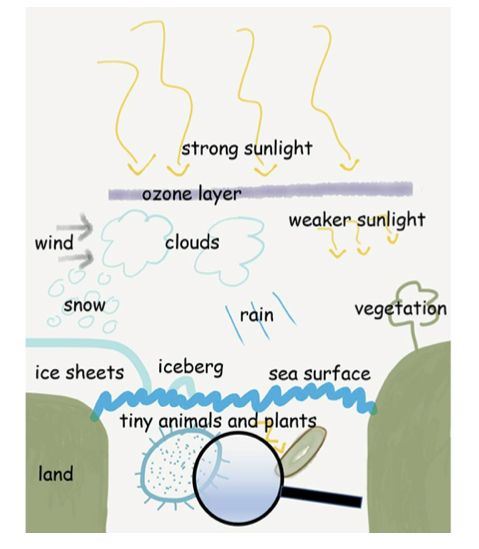 strong sunlight
ozone layer
weaker sunlight
wind
clouds
snow
rain
vegetation
ice sheets
iceberg
sea surface
tiny animals and plants
land